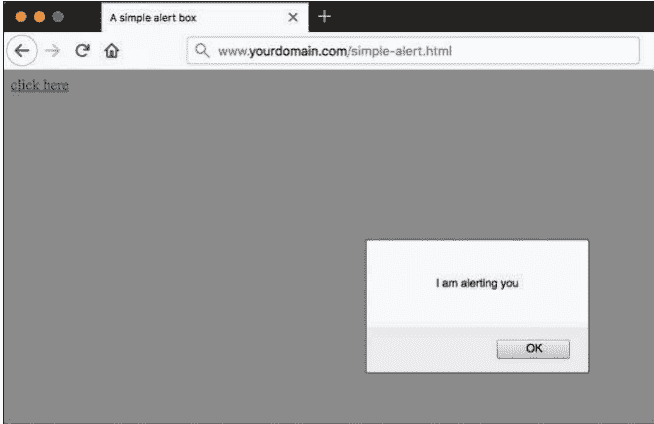 A simple alert box
www.yourdomain.com/simple-alert.html
click here
I am alerting you
OK